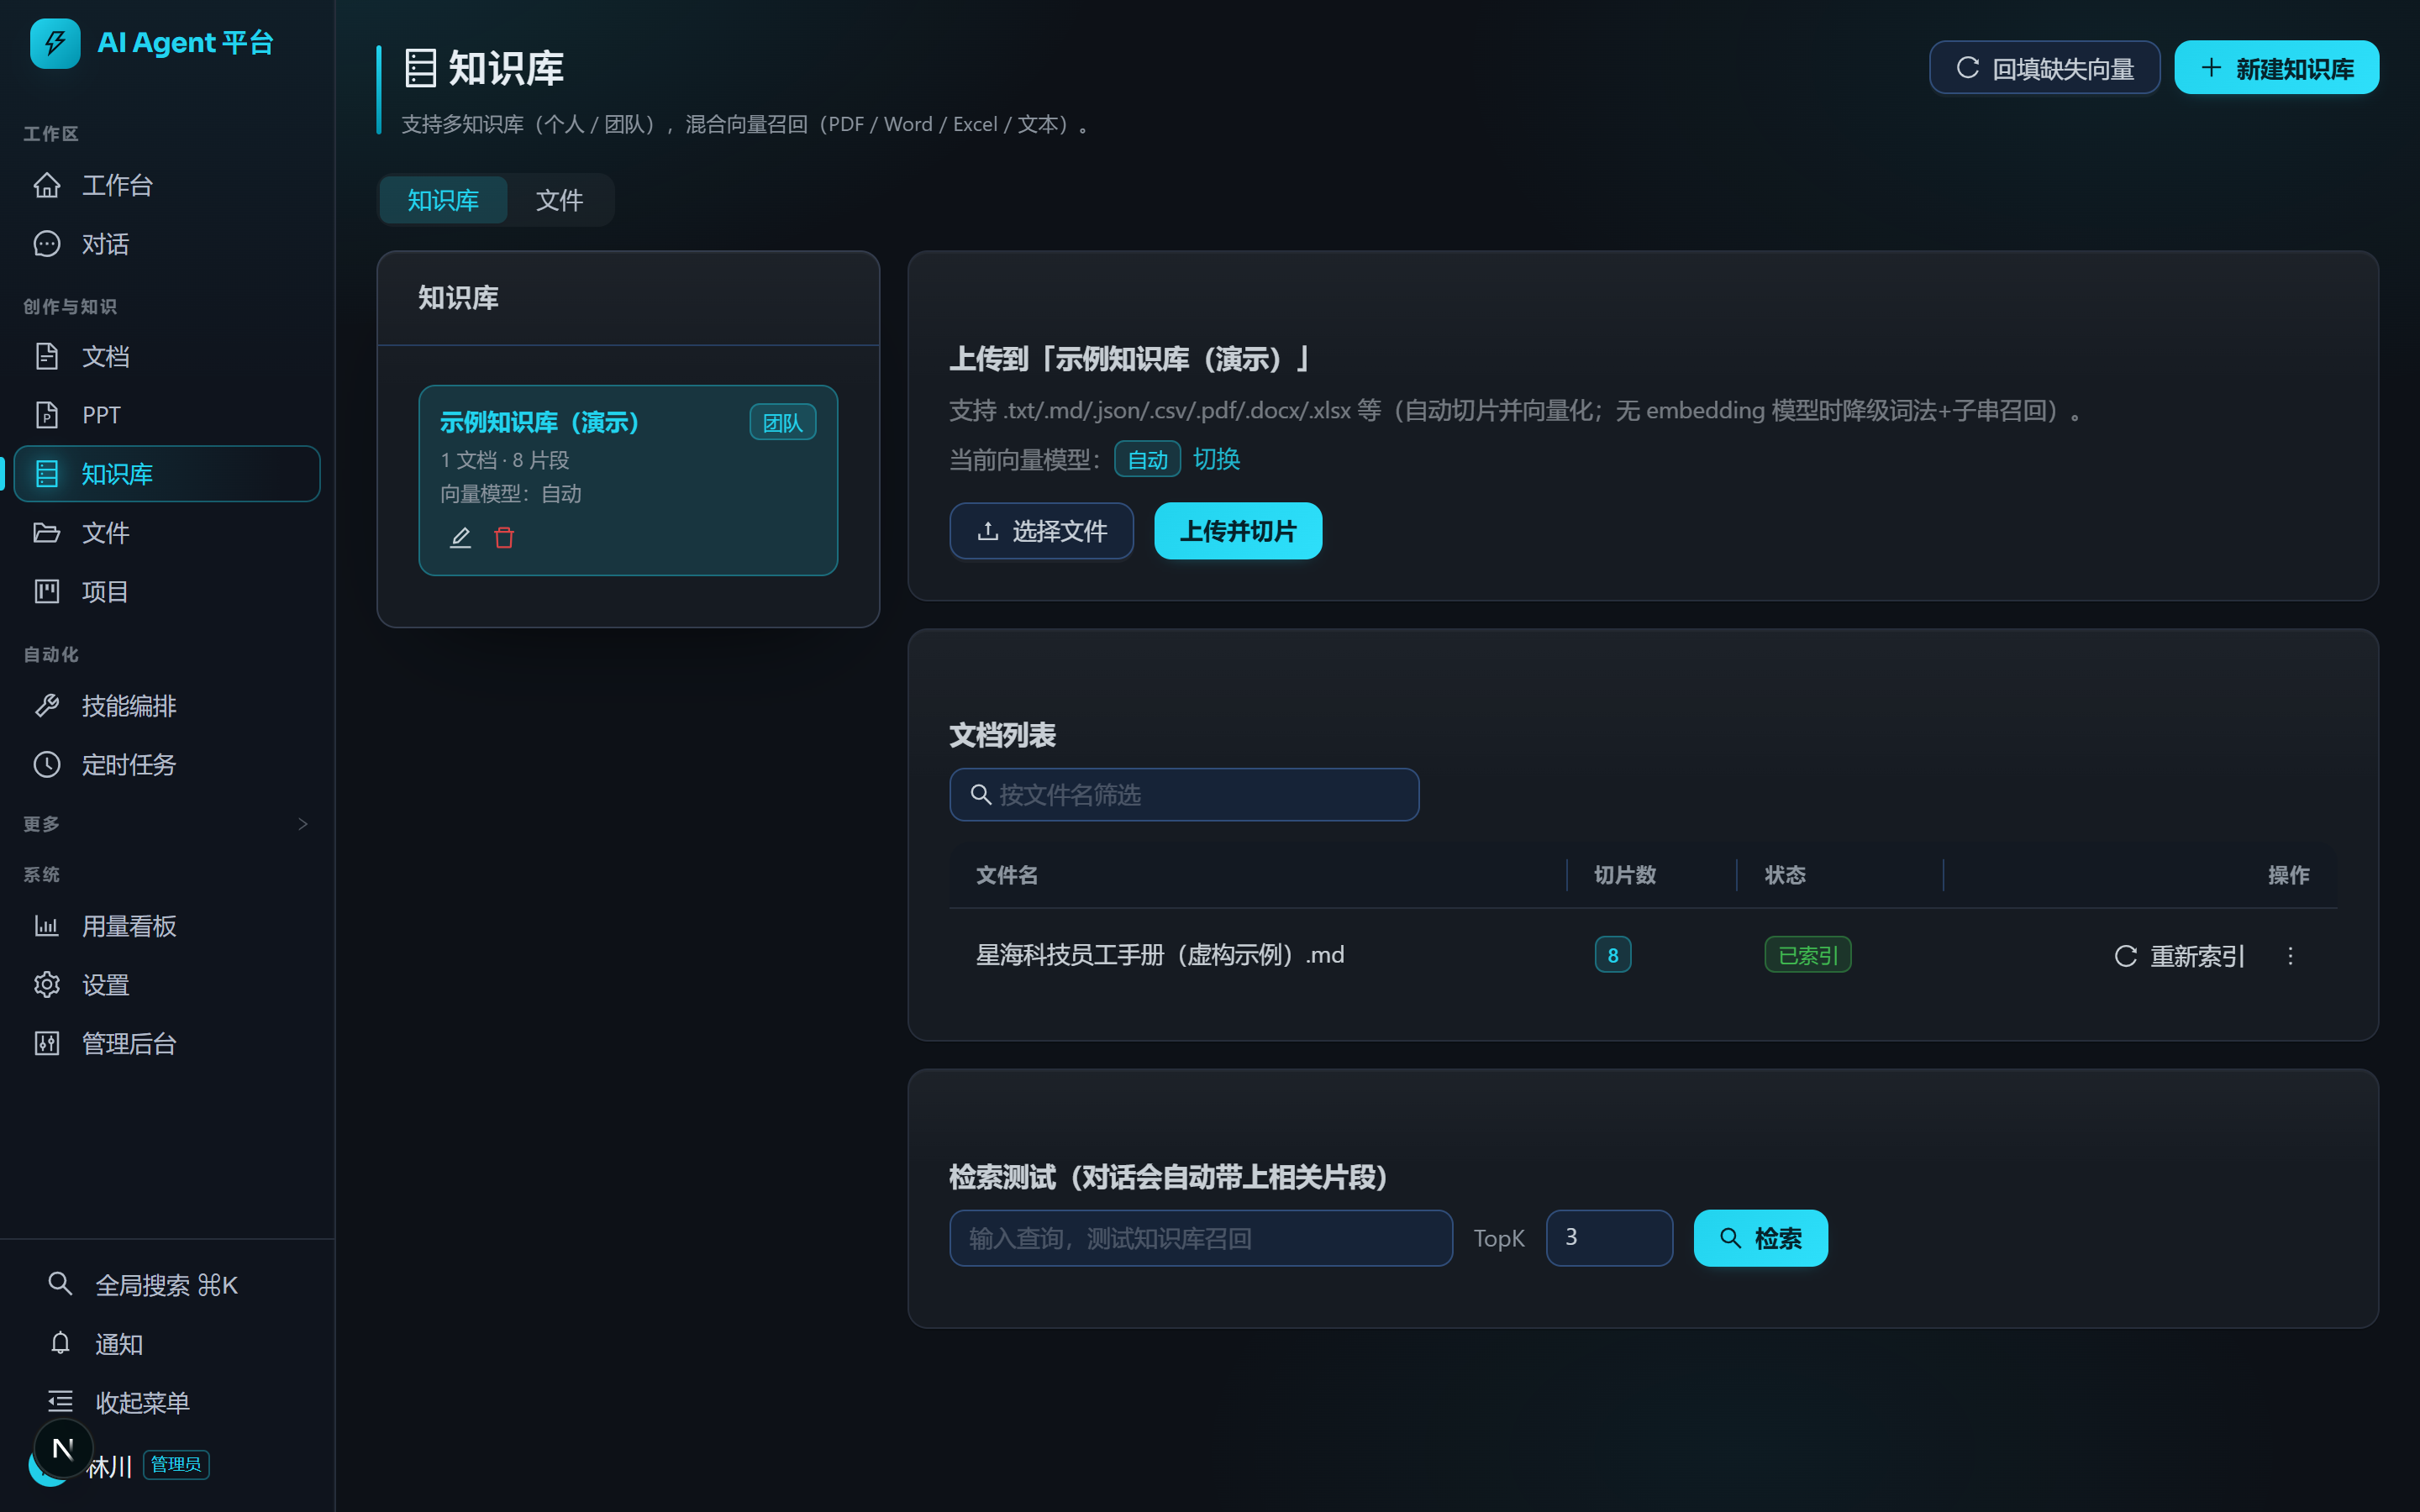 AI Agent 平台
工作区
工作台
对话
创作与知识
文档
PPT
知识库
文件
项目
自动化
技能编排
定时任务
更多
系统
用量看板
设置
管理后台
全局搜索 ⌘K
通知
收起菜单
N
林川 管理员
知识库
支持多知识库（个人 / 团队），混合向量召回（PDF / Word / Excel / 文本）。
回填缺失向量
新建知识库
知识库 文件
知识库
示例知识库（演示） 团队
1 文档 · 8 片段
向量模型：自动
上传到「示例知识库（演示）」
支持 .txt/.md/.json/.csv/.pdf/.docx/.xlsx 等（自动切片并向量化；无 embedding 模型时降级词法+子串召回）。
当前向量模型： 自动 切换
选择文件 上传并切片
文档列表
按文件名筛选
文件名 切片数 状态 操作
星海科技员工手册（虚构示例）.md 8 已索引 重新索引
检索测试（对话会自动带上相关片段）
输入查询，测试知识库召回 TopK 3 检索